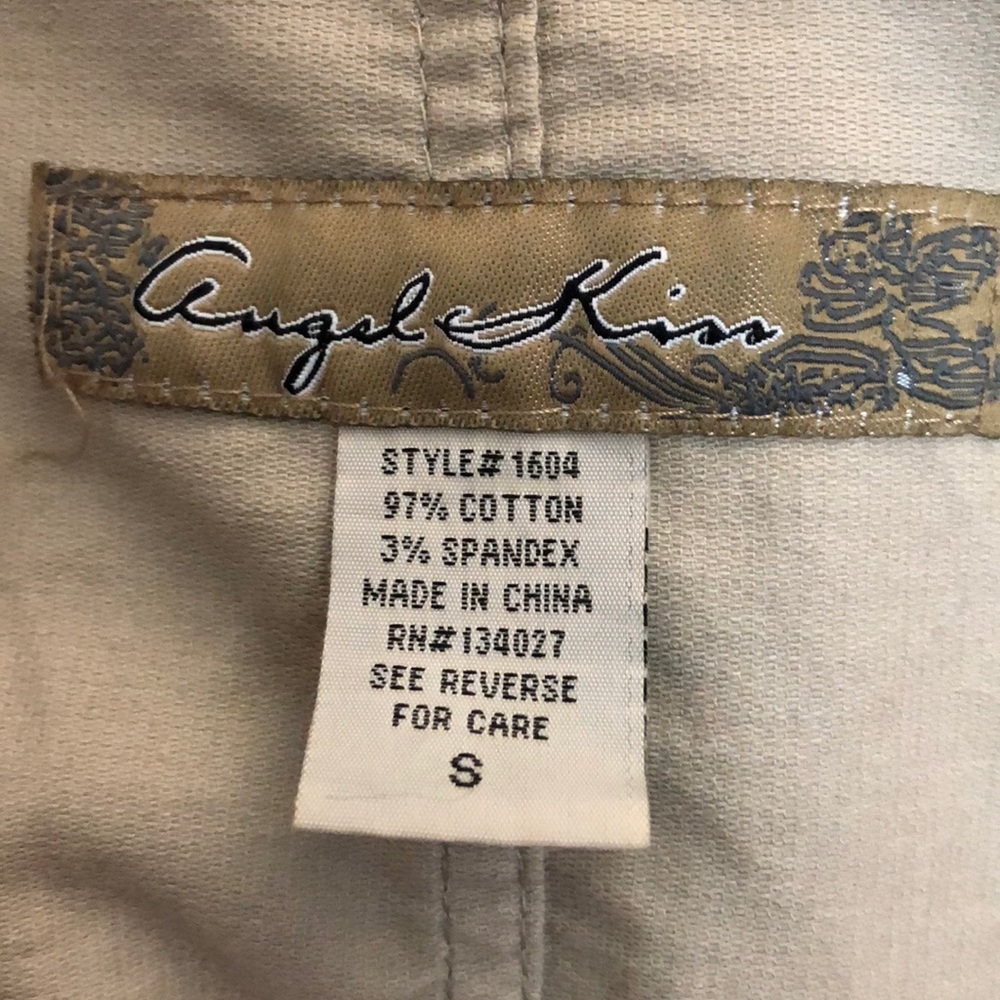 Angel Kiss
STYLE# 1604
97% COTTON
3% SPANDEX
MADE IN CHINA
RN# 134027
SEE REVERSE
FOR CARE
S